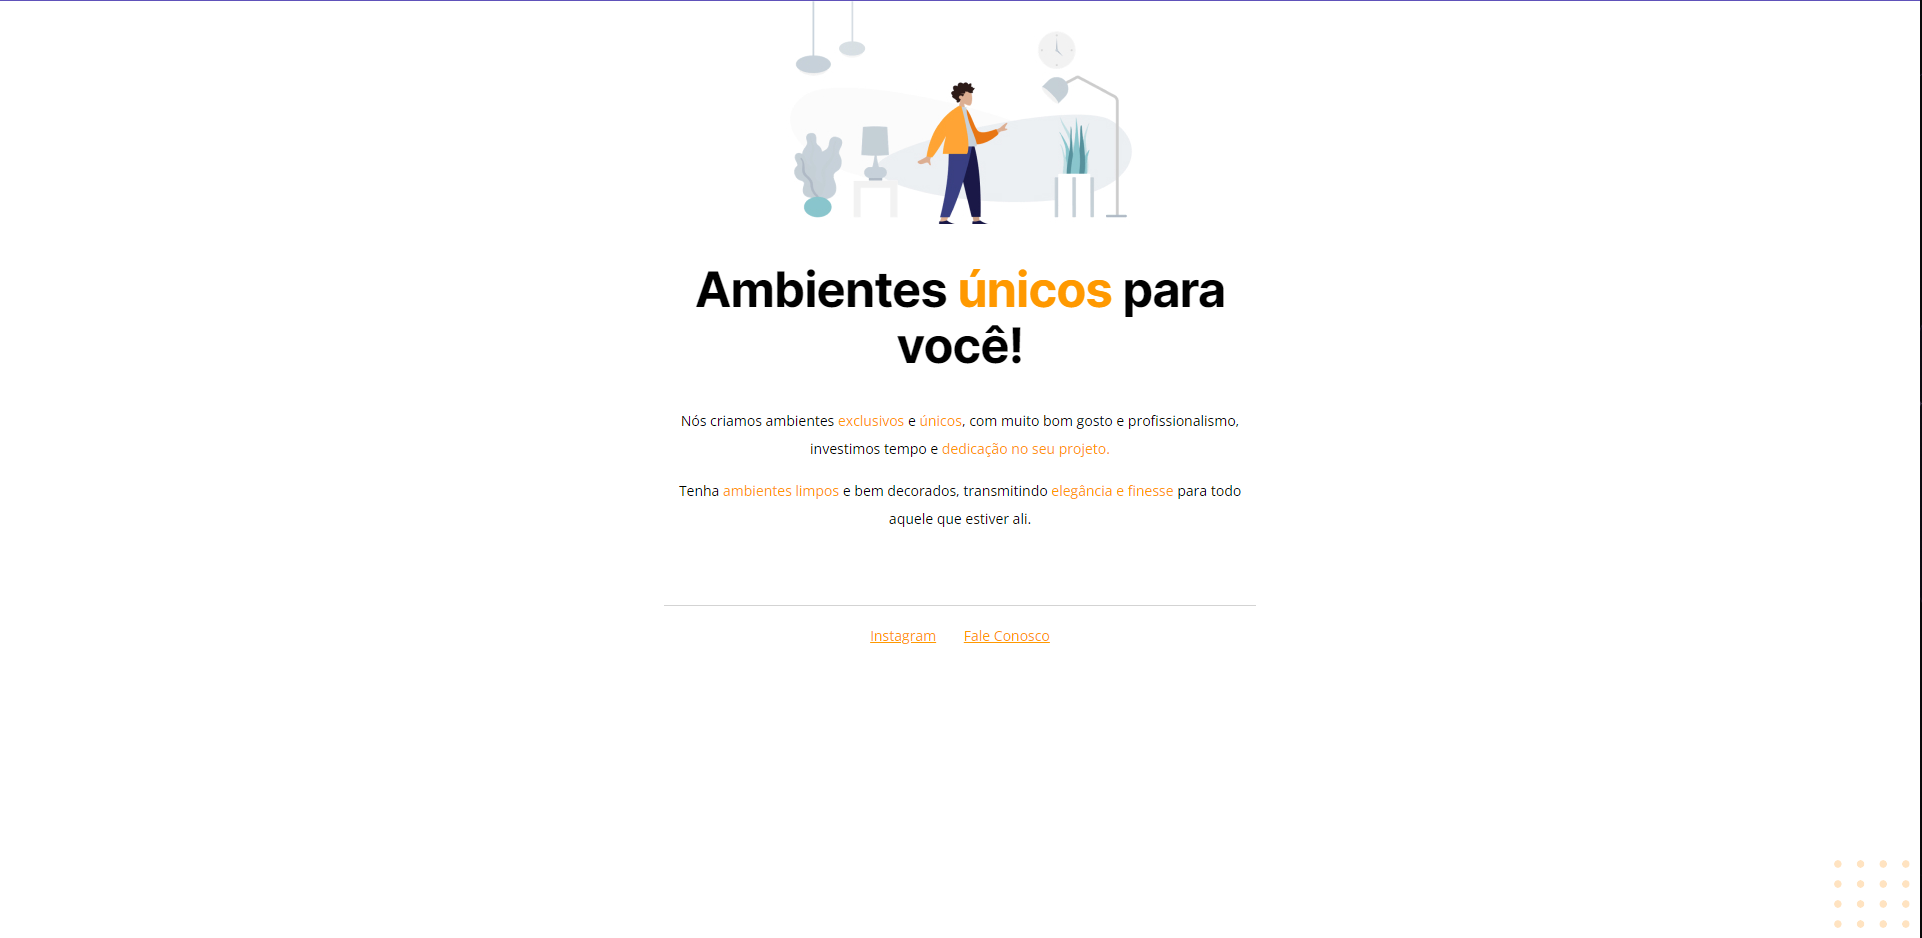 Ambientes únicos para
você!
Nós criamos ambientes exclusivos e únicos, com muito bom gosto e profissionalismo,
investimos tempo e dedicação no seu projeto.
Tenha ambientes limpos e bem decorados, transmitindo elegância e finesse para todo
aquele que estiver ali.
Instagram Fale Conosco